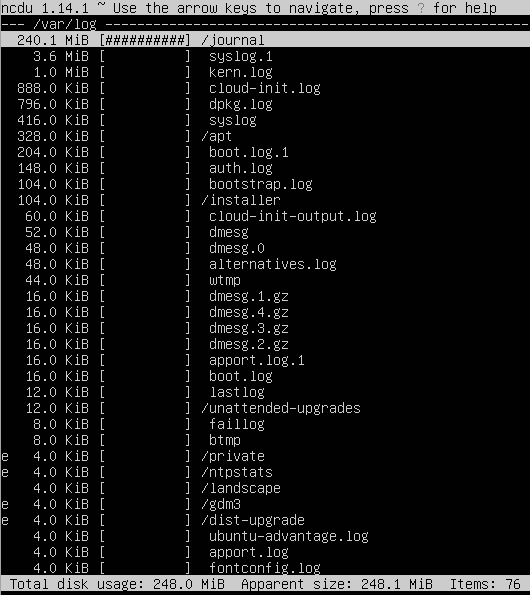 ncdu 1.14.1 ~ Use the arrow keys to navigate, press ? for help
--- /var/log ---------------------------------------------------
  240.1 MiB [##########] /journal
    3.6 MiB [          ]  syslog.1
    1.0 MiB [          ]  kern.log
  888.0 KiB [          ]  cloud-init.log
  796.0 KiB [          ]  dpkg.log
  416.0 KiB [          ]  syslog
  328.0 KiB [          ] /apt
  204.0 KiB [          ]  boot.log.1
  148.0 KiB [          ]  auth.log
  104.0 KiB [          ]  bootstrap.log
  104.0 KiB [          ] /installer
   60.0 KiB [          ]  cloud-init-output.log
   52.0 KiB [          ]  dmesg
   48.0 KiB [          ]  dmesg.0
   48.0 KiB [          ]  alternatives.log
   44.0 KiB [          ]  wtmp
   16.0 KiB [          ]  dmesg.1.gz
   16.0 KiB [          ]  dmesg.4.gz
   16.0 KiB [          ]  dmesg.3.gz
   16.0 KiB [          ]  dmesg.2.gz
   16.0 KiB [          ]  apport.log.1
   16.0 KiB [          ]  boot.log
   12.0 KiB [          ]  lastlog
   12.0 KiB [          ] /unattended-upgrades
    8.0 KiB [          ]  faillog
    8.0 KiB [          ]  btmp
e   4.0 KiB [          ] /private
e   4.0 KiB [          ] /ntpstats
    4.0 KiB [          ] /landscape
e   4.0 KiB [          ] /gdm3
e   4.0 KiB [          ] /dist-upgrade
    4.0 KiB [          ]  ubuntu-advantage.log
    4.0 KiB [          ]  apport.log
    4.0 KiB [          ]  fontconfig.log
 Total disk usage: 248.0 MiB  Apparent size: 248.1 MiB  Items: 76